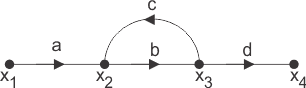 c
a b d
x₁ x₂ x₃ x₄